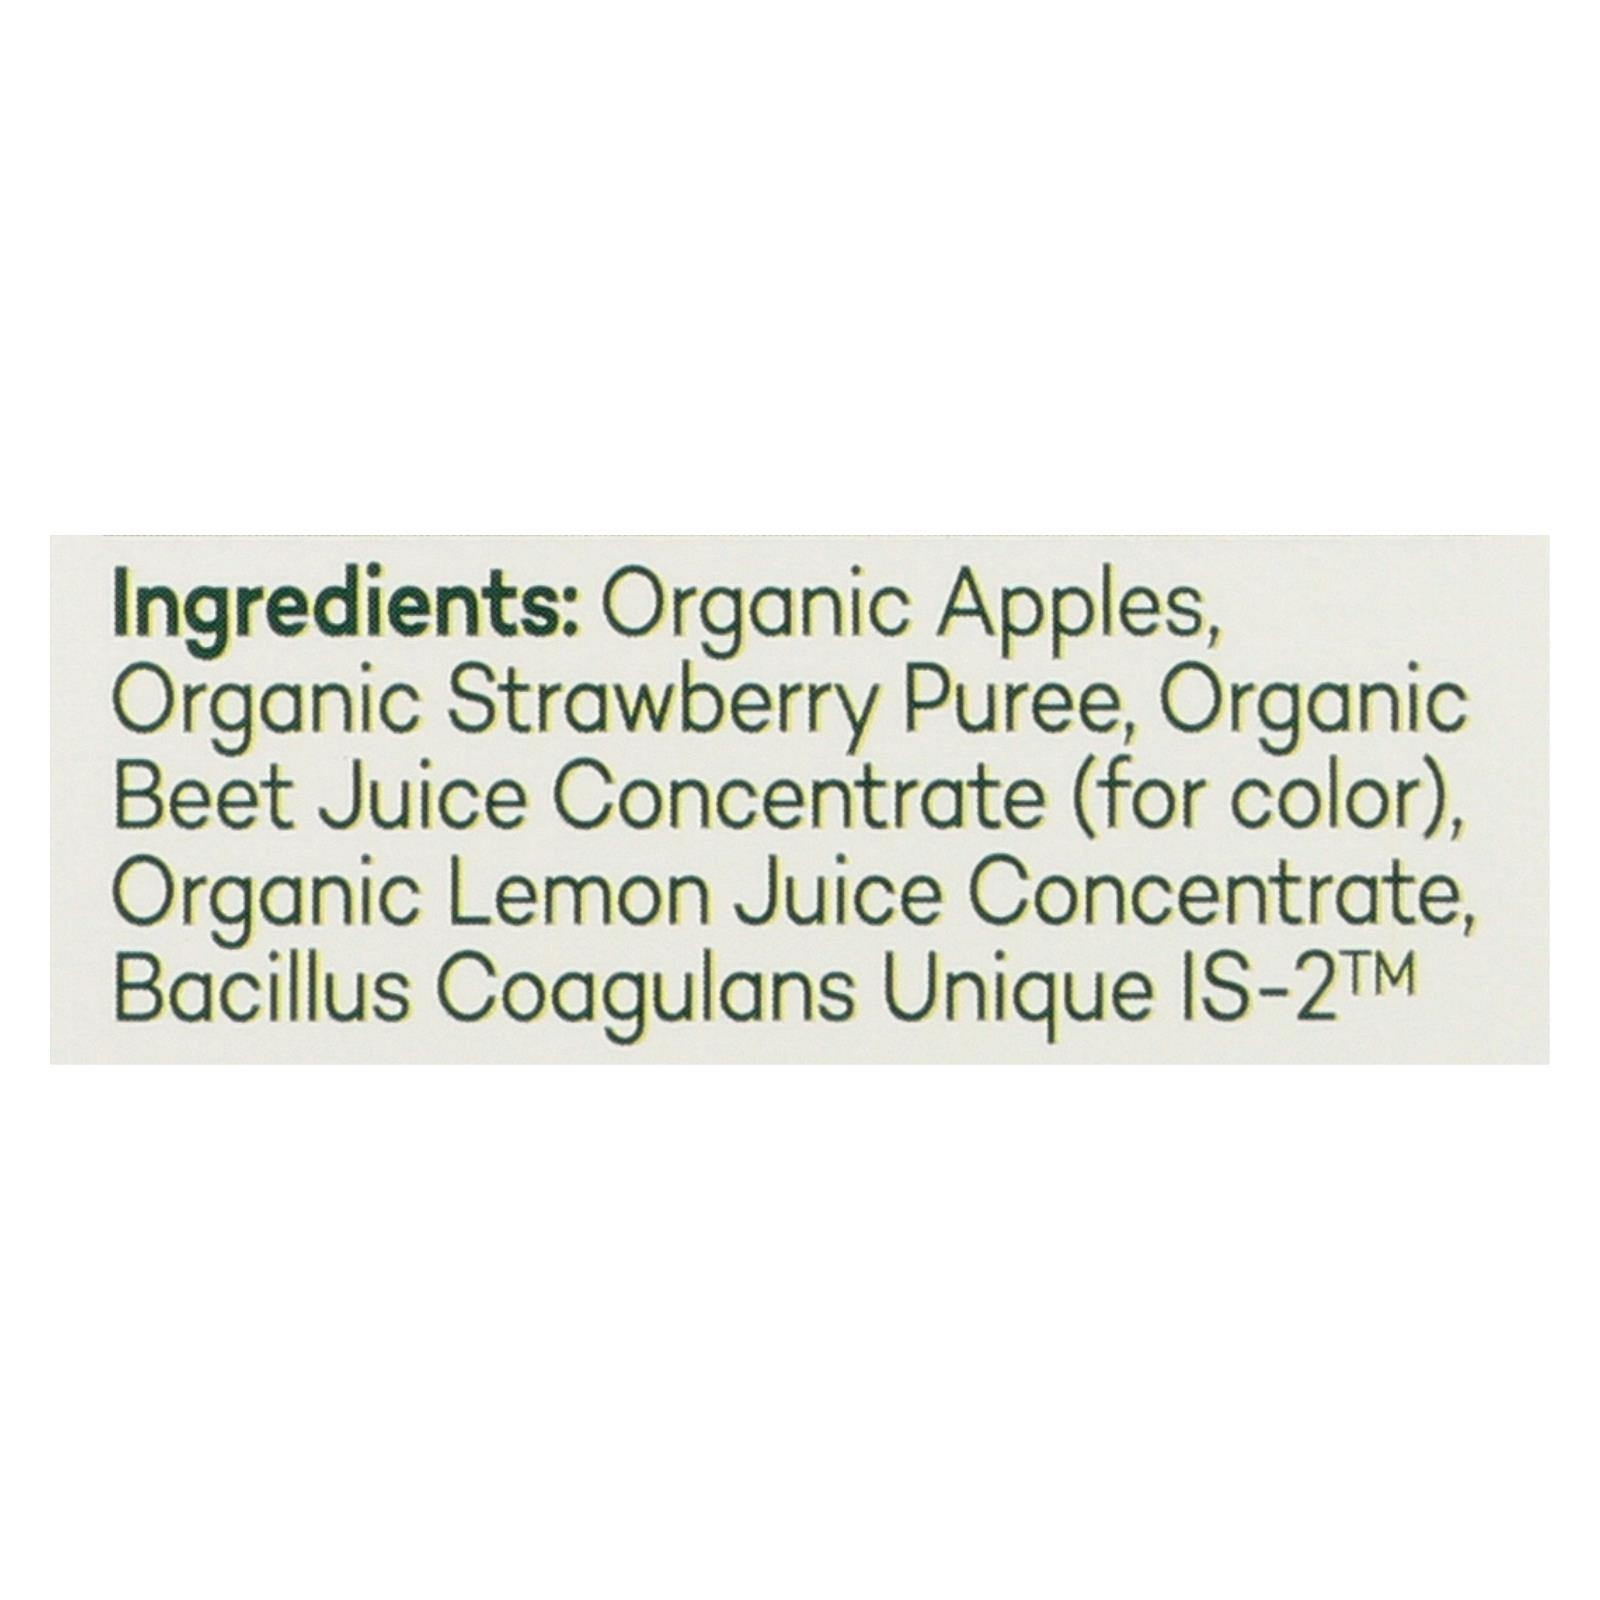 Ingredients: Organic Apples,
Organic Strawberry Puree, Organic
Beet Juice Concentrate (for color),
Organic Lemon Juice Concentrate,
Bacillus Coagulans Unique IS-2™